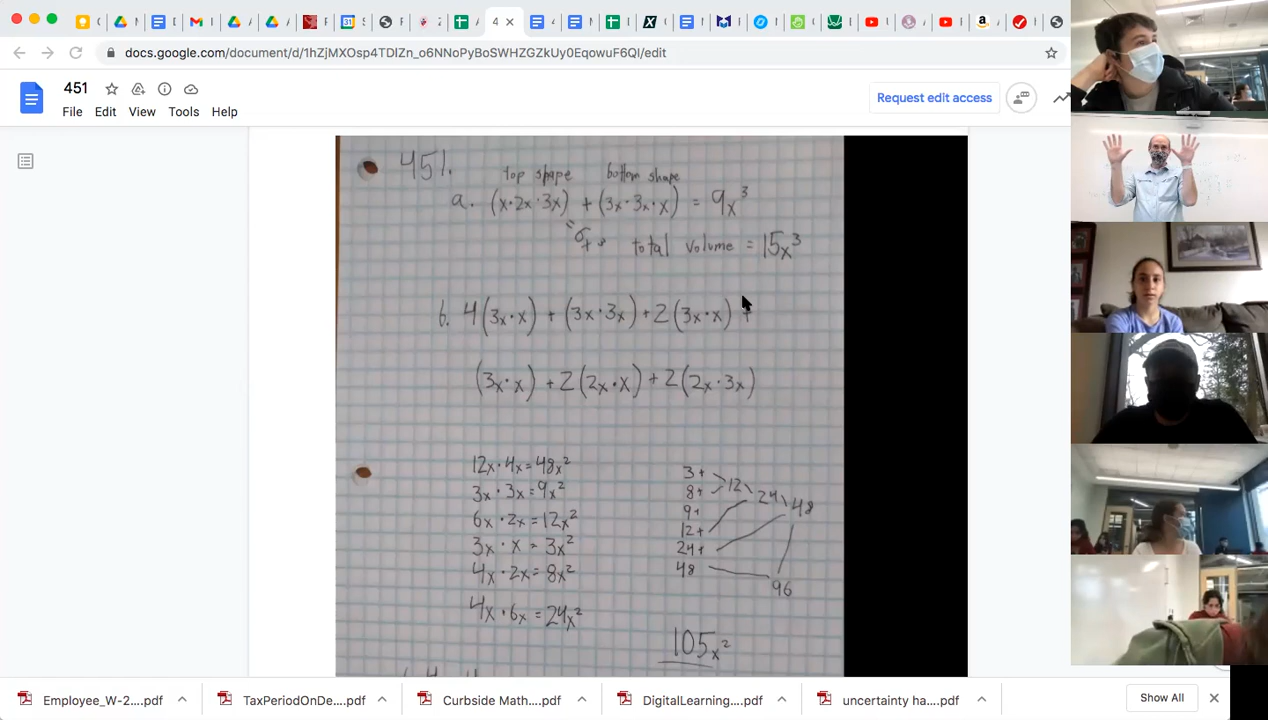 docs.google.com/document/d/1hZjMXOsp4TDIZn_o6NNoPyBoSWHZGZkUy0EqowuF6QI/edit
451
Request edit access
File Edit View Tools Help
451.
top shape bottom shape
a. (x·2x·3x) + (3x·3x·x) = 9x³
total volume = 15x³
b. 4(3x·x) + (3x·3x) + 2(3x·x) +
(3x·x) + 2(2x·x) + 2(2x·3x)
12x·4x=48x²
3x·3x=9x²
6x·2x=12x²
3x·x=3x²
4x·2x=8x²
4x·6x=24x²
3+
8+ 12 24 48
9+
12+
24+
48
96
105x²
Employee_W-2....pdf TaxPeriodOnDe....pdf Curbside Math....pdf DigitalLearning....pdf uncertainty ha....pdf Show All